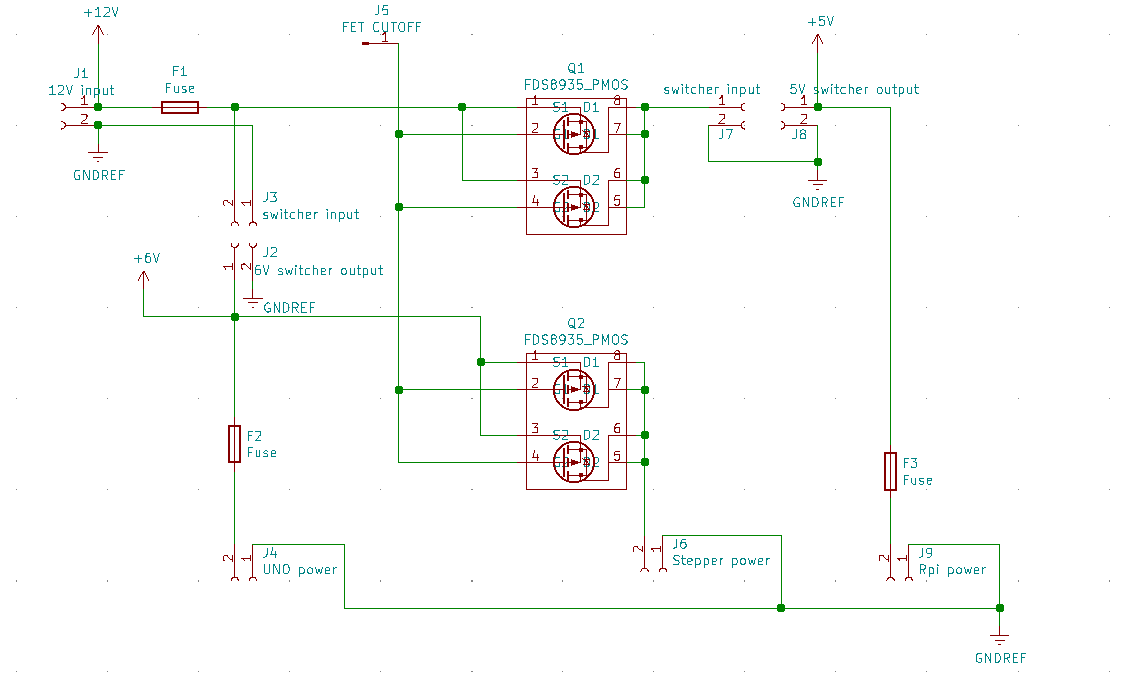 +12V
J1
12V input
1
2
GNDREF
F1
Fuse
J5
FET CUTOFF
1
Q1
FDS8935_PMOS
1
S1
D1
8
2
7
3
S2
D2
6
4
5
switcher input
1
2
J7
+5V
5V switcher output
1
2
J8
GNDREF
2
1
J3
switcher input
1
2
J2
6V switcher output
GNDREF
+6V
Q2
FDS8935_PMOS
1
S1
D1
8
2
7
3
S2
D2
6
4
5
F2
Fuse
F3
Fuse
2
1
J4
UNO power
2
1
J6
Stepper power
2
1
J9
Rpi power
GNDREF